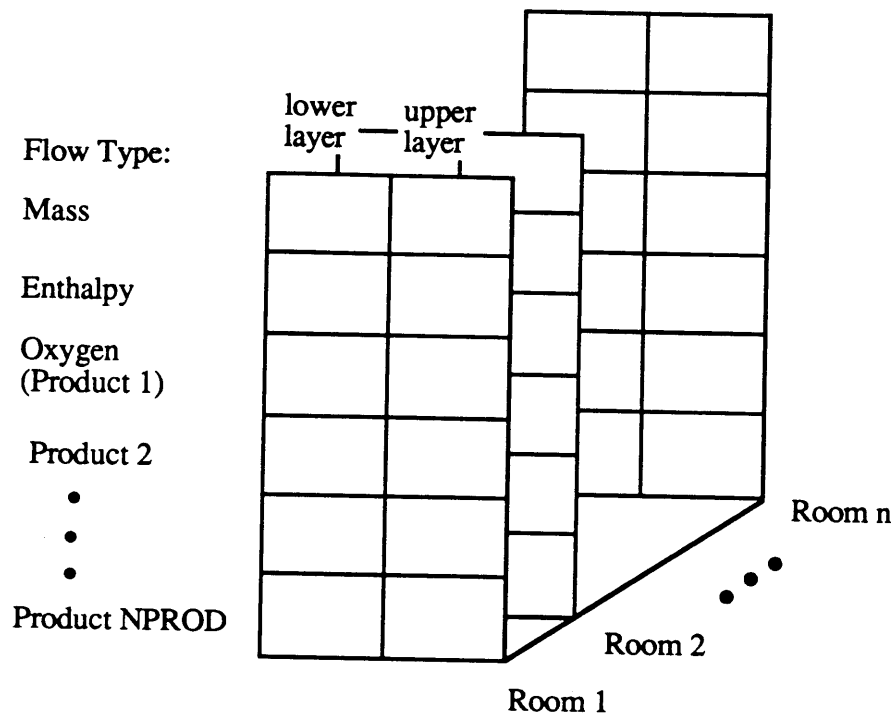 lower
layer
upper
layer
Flow Type:
Mass
Enthalpy
Oxygen
(Product 1)
Product 2
Product NPROD
Room n
Room 2
Room 1